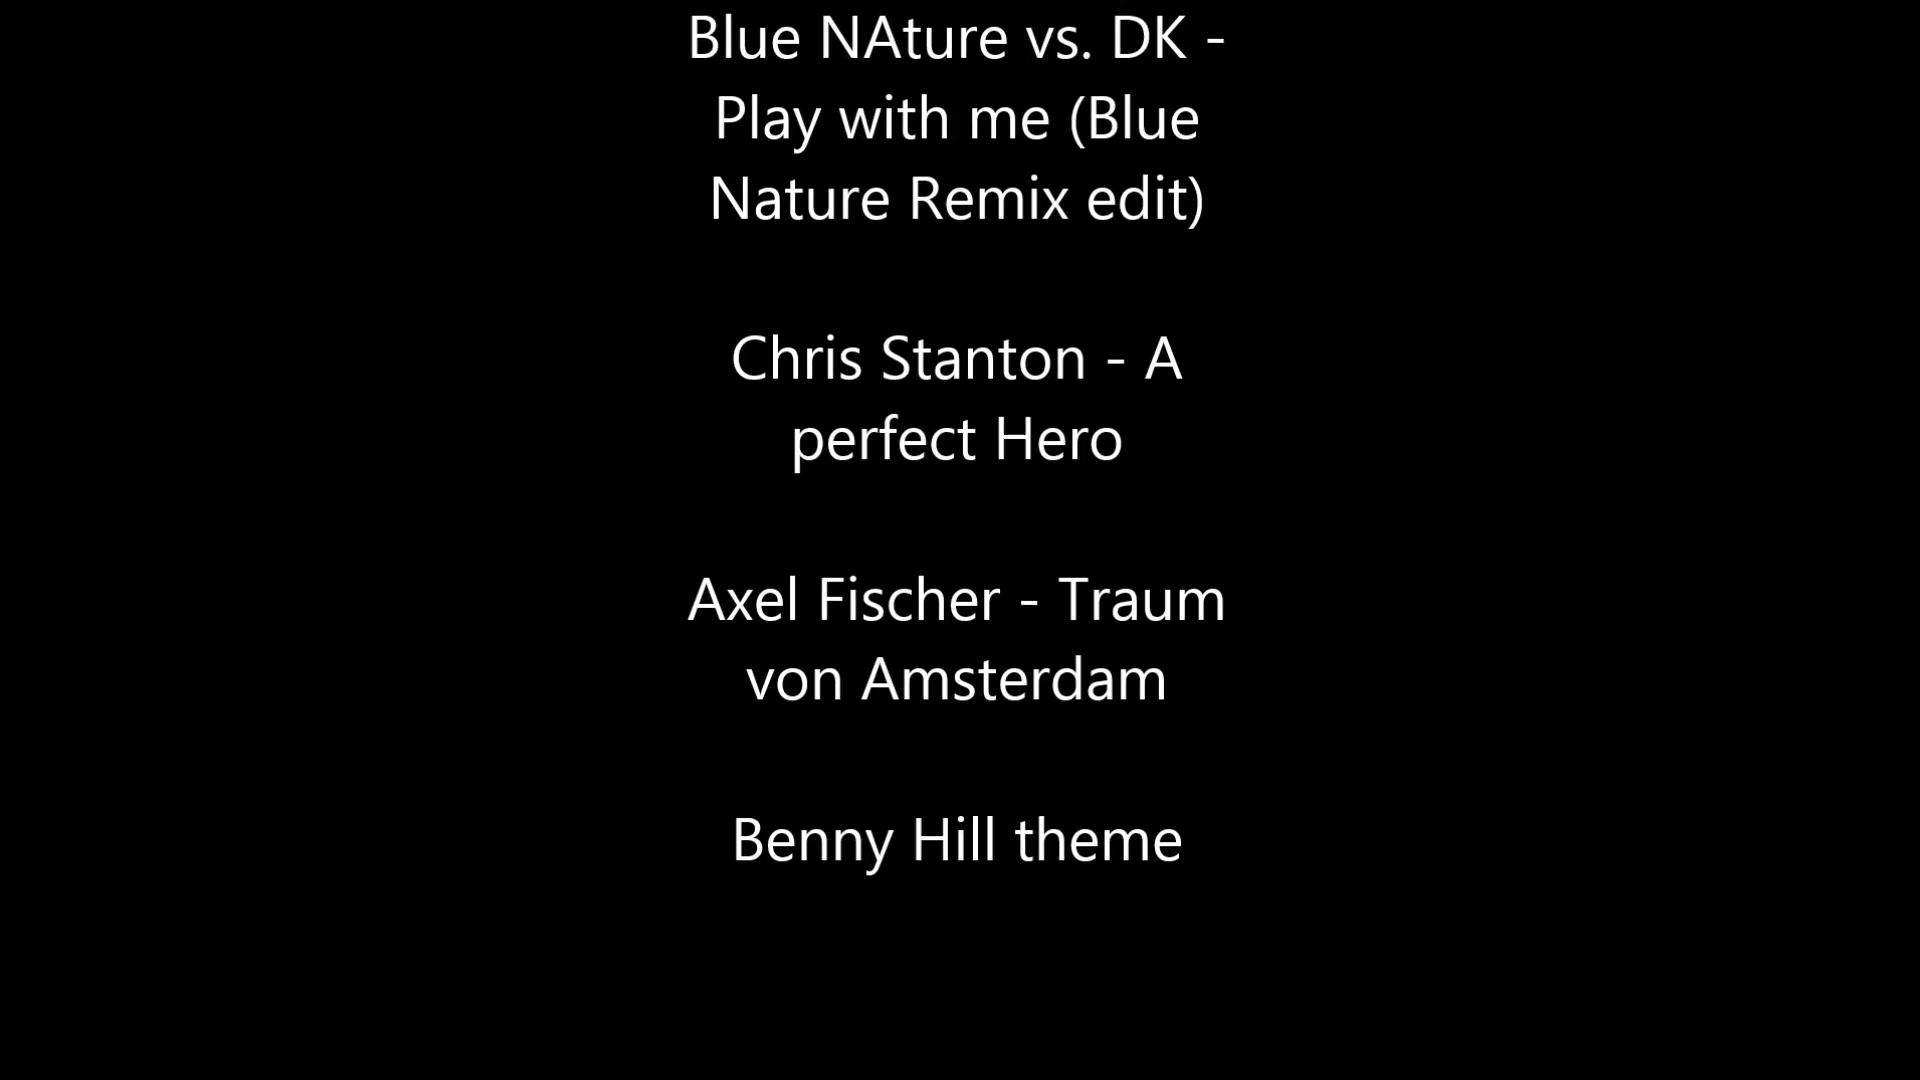 Blue NAture vs. DK -
Play with me (Blue
Nature Remix edit)
Chris Stanton - A
perfect Hero
Axel Fischer - Traum
von Amsterdam
Benny Hill theme